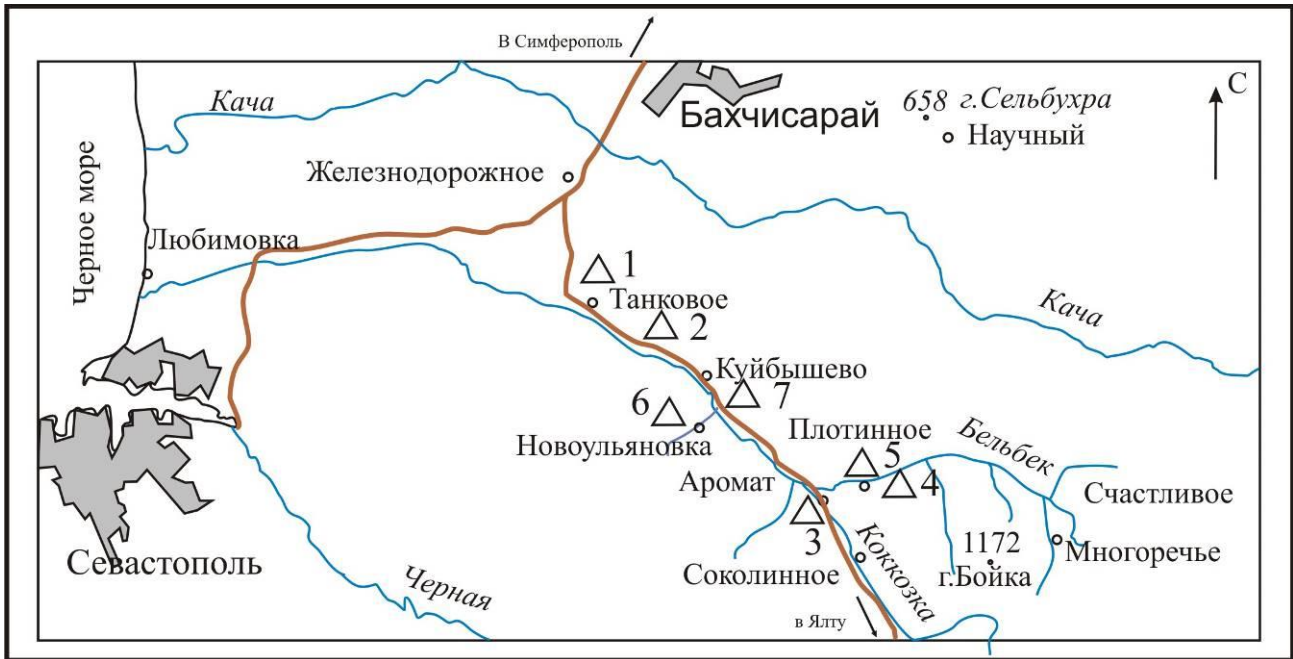 В Симферополь
С
Кача
Бахчисарай
658 г.Сельбухра
Научный
Железнодорожное
Черное море
Любимовка
1
Танковое
2
Кача
Куйбышево
7
6
Новоульяновка
Плотинное
5
Бельбек
Аромат
4
Счастливое
3
1172
г.Бойка
Многоречье
Соколинное
Коккозка
Севастополь
Черная
в Ялту